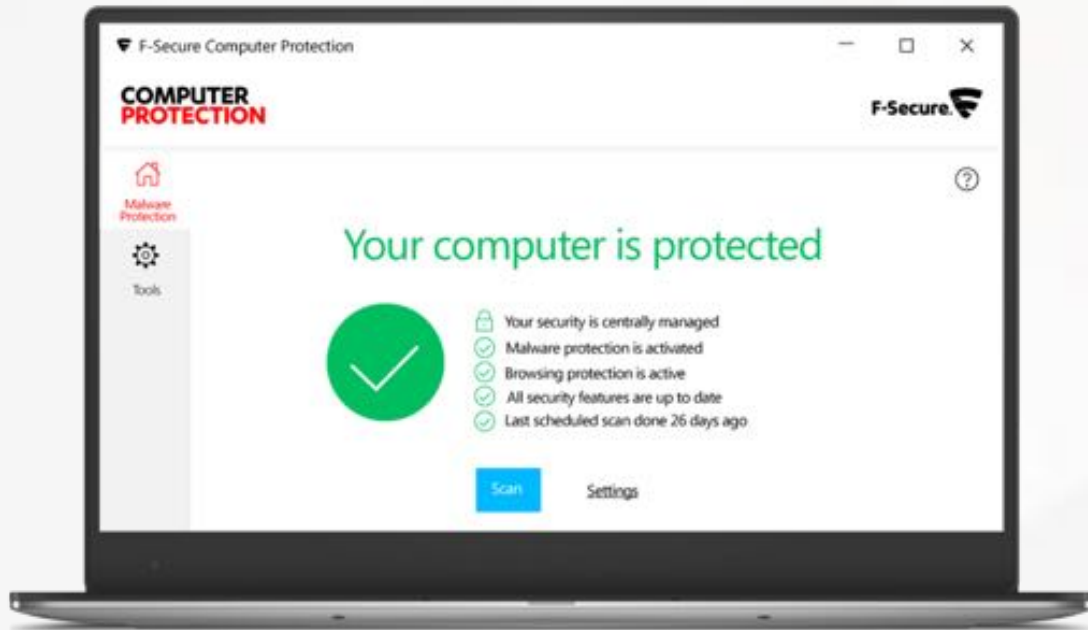 F-Secure Computer Protection
COMPUTER
PROTECTION
F-Secure.
Malware
Protection
Tools
Your computer is protected
Your security is centrally managed
Malware protection is activated
Browsing protection is active
All security features are up to date
Last scheduled scan done 26 days ago
Scan
Settings